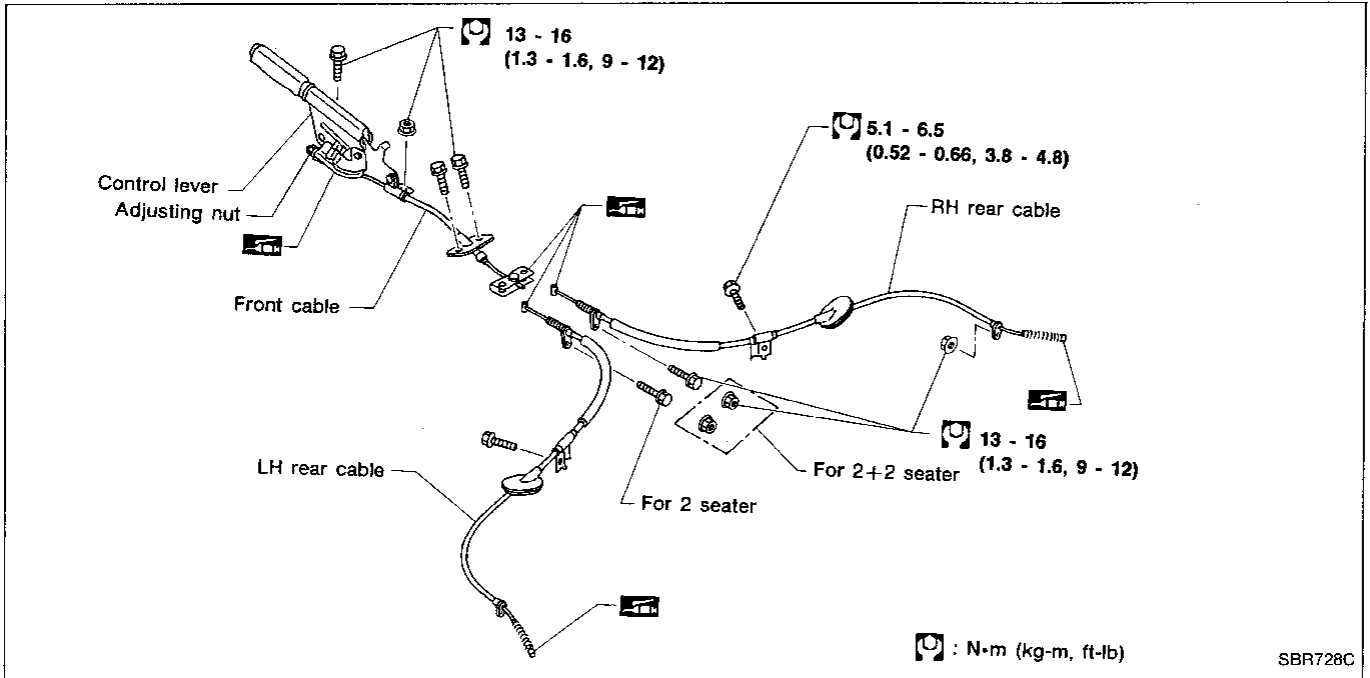 13 - 16
(1.3 - 1.6, 9 - 12)
5.1 - 6.5
(0.52 - 0.66, 3.8 - 4.8)
Control lever
Adjusting nut
RH rear cable
Front cable
13 - 16
(1.3 - 1.6, 9 - 12)
LH rear cable
For 2+2 seater
For 2 seater
: N•m (kg-m, ft-lb)
SBR728C